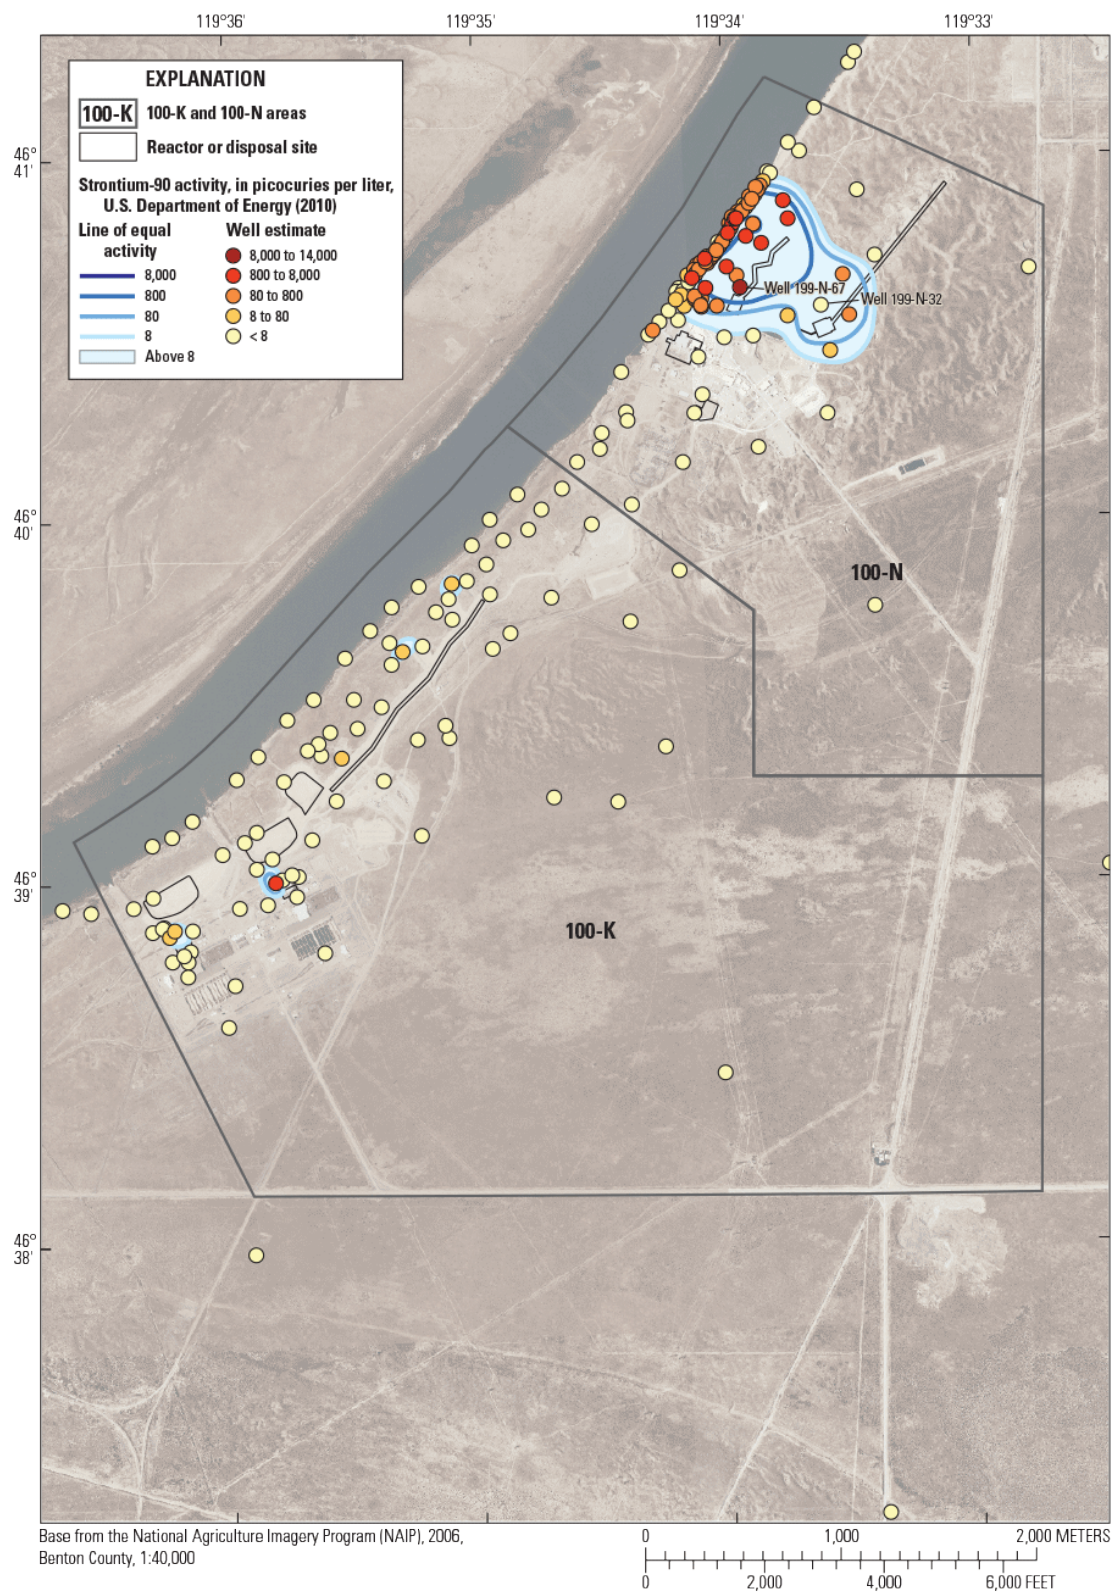 119°36' 119°35' 119°34' 119°33'
EXPLANATION
100-K 100-K and 100-N areas
Reactor or disposal site
Strontium-90 activity, in picocuries per liter,
U.S. Department of Energy (2010)
Line of equal
activity
Well estimate
8,000
800
80
8
Above 8
8,000 to 14,000
800 to 8,000
80 to 800
8 to 80
< 8
46°
41'
Well 199-N-67
Well 199-N-32
46°
40'
100-N
46°
39'
100-K
46°
38'
Base from the National Agriculture Imagery Program (NAIP), 2006,
Benton County, 1:40,000
0 1,000 2,000 METERS
0 2,000 4,000 6,000 FEET